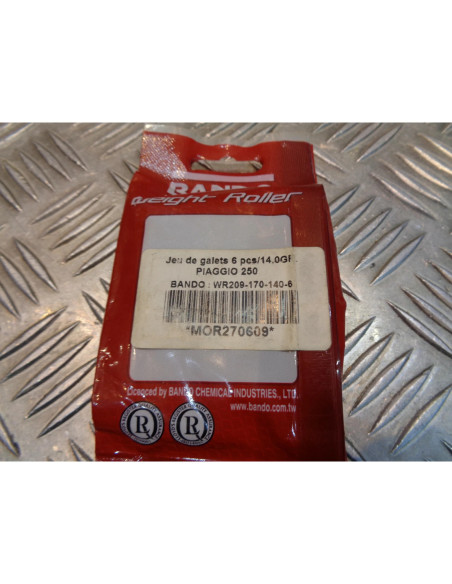 BANDO
Weight Roller
Jeu de galets 6 pcs/14.0GR
PIAGGIO 250
BANDO : WR209-170-140-6
*MOR270609*
Licenced by BANDO CHEMICAL INDUSTRIES., LTD.
www.bando.com.tw
R R